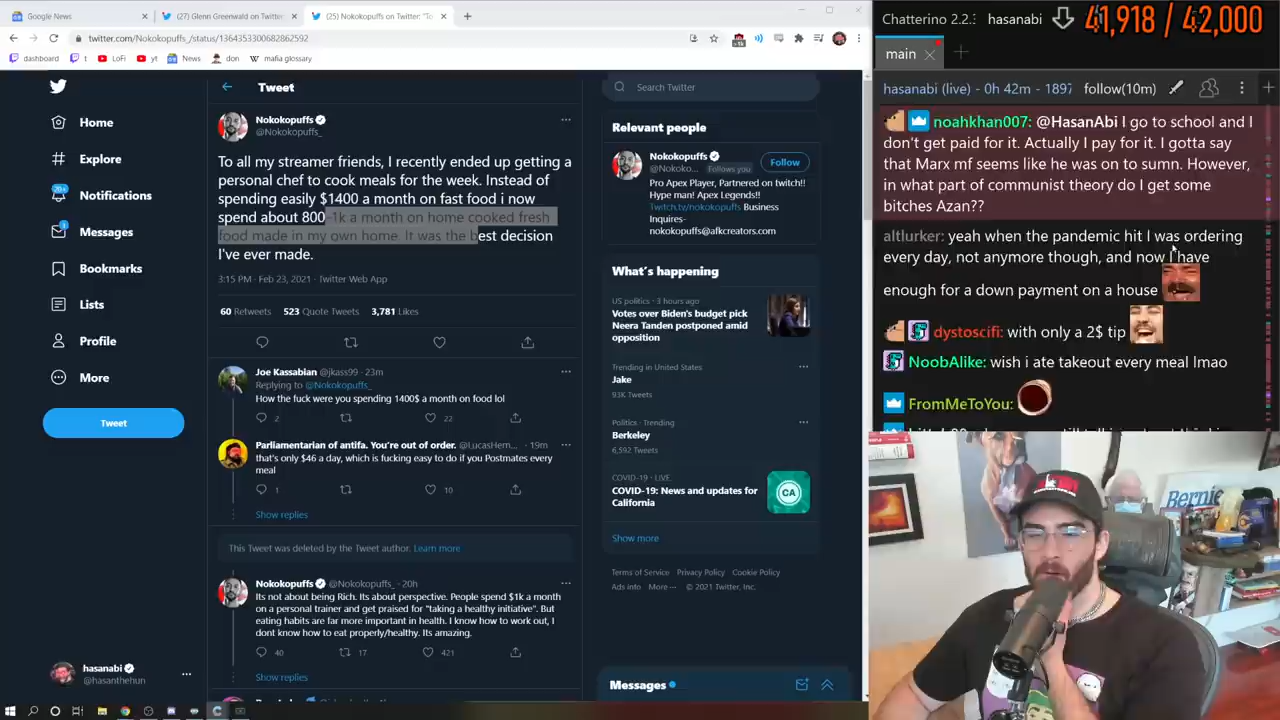 Google News
(27) Glenn Greenwald on Twitter
(25) Nokokopuffs on Twitter: "To
twitter.com/Nokokopuffs_/status/1364353300682862592
dashboard
t
LoFi
yt
News
don
mafia glossary
Home
Explore
20+
Notifications
1
Messages
Bookmarks
Lists
Profile
More
Tweet
hasanabi
@hasanthehun
Tweet
Nokokopuffs
@Nokokopuffs_
To all my streamer friends, I recently ended up getting a
personal chef to cook meals for the week. Instead of
spending easily $1400 a month on fast food i now
spend about 800-1k a month on home cooked fresh
food made in my own home. It was the best decision
I've ever made.
3:15 PM · Feb 23, 2021 · Twitter Web App
60 Retweets 523 Quote Tweets 3,781 Likes
Joe Kassabian @jkass99 · 23m
Replying to @Nokokopuffs_
How the fuck were you spending 1400$ a month on food lol
2 22
Parliamentarian of antifa. You're out of order. @LucasHern... · 19m
that's only $46 a day, which is fucking easy to do if you Postmates every
meal
1 10
Show replies
This Tweet was deleted by the Tweet author. Learn more
Nokokopuffs @Nokokopuffs_ · 20h
Its not about being Rich. Its about perspective. People spend $1k a month
on a personal trainer and get praised for "taking a healthy initiative". But
eating habits are far more important in health. I know how to work out, I
dont know how to eat properly/healthy. Its amazing.
40 17 421
Show replies
Search Twitter
Relevant people
Nokokopuffs
@Nokoko... Follows you
Follow
Pro Apex Player, Partnered on twitch!!
Hype man! Apex Legends!!
Twitch.tv/nokokopuffs Business
Inquires-
nokokopuffs@afkcreators.com
What's happening
US politics · 3 hours ago
Votes over Biden's budget pick
Neera Tanden postponed amid
opposition
Trending in United States
Jake
93K Tweets
Politics · Trending
Berkeley
6,592 Tweets
COVID-19 · LIVE
COVID-19: News and updates for
California
CA
Show more
Terms of Service Privacy Policy Cookie Policy
Ads info More © 2021 Twitter, Inc.
Messages
Chatterino 2.2.
hasanabi
41,918 / 42,000
main
hasanabi (live) - 0h 42m - 1897
follow(10m)
noahkhan007: @HasanAbi I go to school and I
don't get paid for it. Actually I pay for it. I gotta say
that Marx mf seems like he was on to sumn. However,
in what part of communist theory do I get some
bitches Azan??
altlurker: yeah when the pandemic hit I was ordering
every day, not anymore though, and now I have
enough for a down payment on a house
dystoscifi: with only a 2$ tip
NoobAlike: wish i ate takeout every meal lmao
FromMeToYou:
Bernie